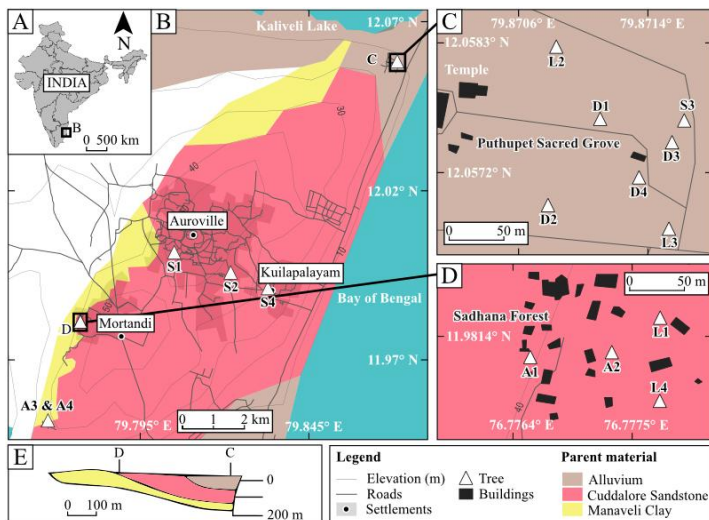 A
N
INDIA
B
0 500 km
B
Kaliveli Lake
12.07° N
C
30
40
12.02° N
Auroville
S1
S2
Kuilapalayam
S4
10
Bay of Bengal
50
D
Mortandi
11.97° N
A3 & A4
0 1 2 km
79.795° E
79.845° E
C
79.8706° E
79.8714° E
12.0583° N
L2
Temple
D1
S3
Puthupet Sacred Grove
D3
12.0572° N
D4
D2
L3
0 50 m
D
0 50 m
Sadhana Forest
L1
11.9814° N
A1
A2
L4
40
76.7764° E
76.7775° E
E
D
C
0
0 100 m
200 m
Legend
Elevation (m)
Roads
Settlements
Tree
Buildings
Parent material
Alluvium
Cuddalore Sandstone
Manaveli Clay